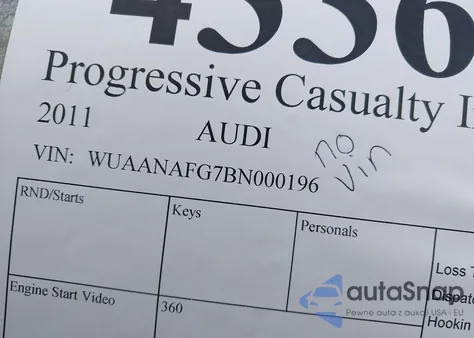 4536
Progressive Casualty I
2011 AUDI
no
vin
VIN: WUAANAFG7BN000196
RND/Starts Keys Personals
Loss
Engine Start Video 360
Hookin
autaSnap
Pewne auta z aukcji USA i EU